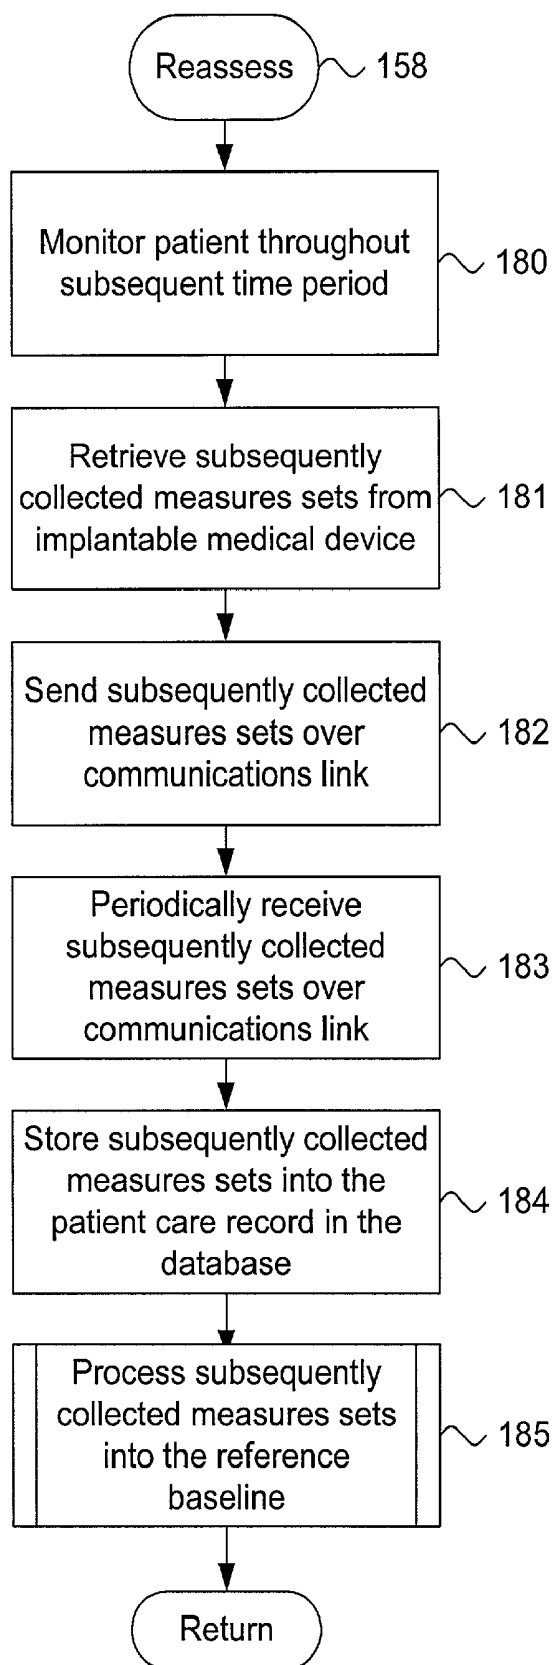 Reassess
158
Monitor patient throughout
subsequent time period
180
Retrieve subsequently
collected measures sets from
implantable medical device
181
Send subsequently collected
measures sets over
communications link
182
Periodically receive
subsequently collected
measures sets over
communications link
183
Store subsequently collected
measures sets into the
patient care record in the
database
184
Process subsequently
collected measures sets
into the reference
baseline
185
Return